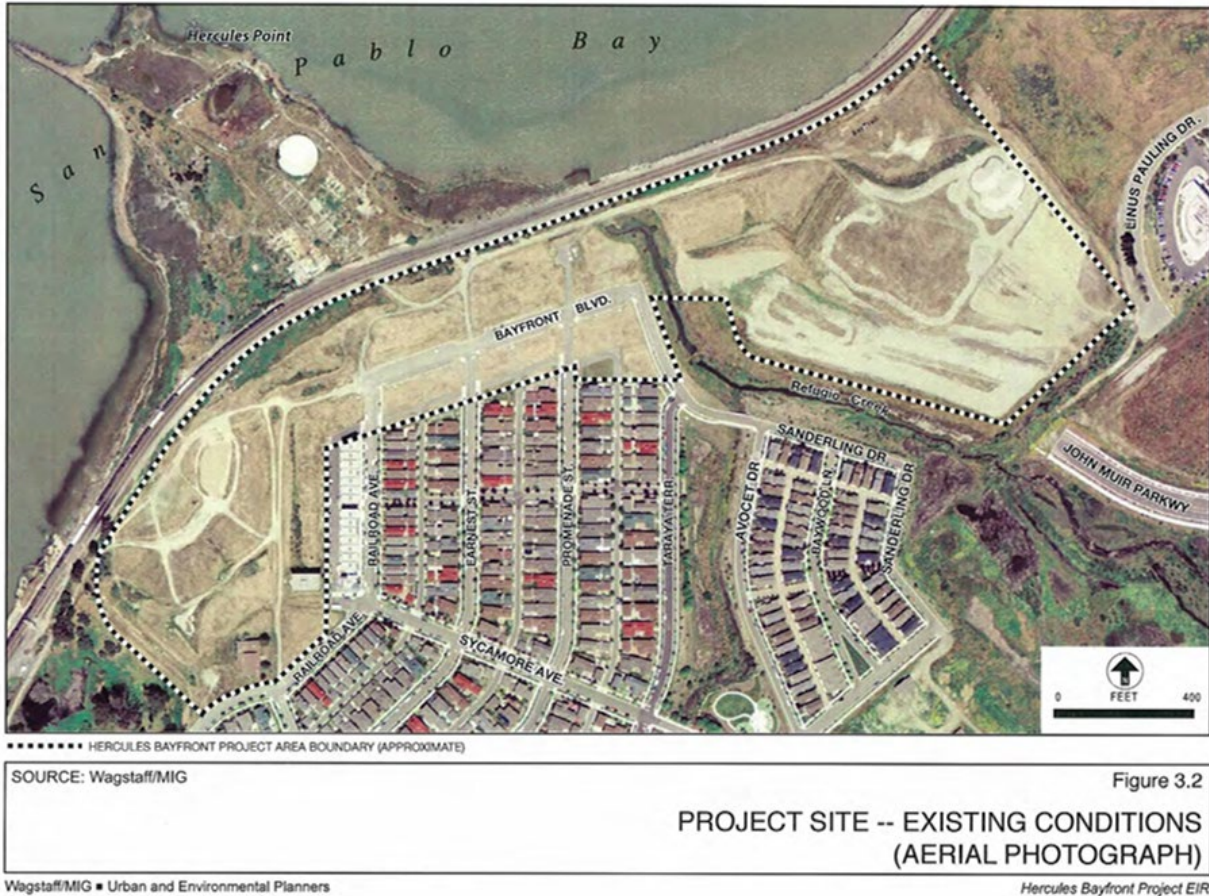 Hercules Point
San Pablo Bay
Bay Trail
LINUS PAULING DR.
BAYFRONT BLVD.
Refugio Creek
SANDERLING DR.
JOHN MUIR PARKWY
RAILROAD AVE.
EARNEST ST.
PROMENADE ST.
TARAYA TERR.
AVOCET DR.
BAYWOOD LN.
SANDERLING DR
RAILROAD AVE.
SYCAMORE AVE.
0 FEET 400
HERCULES BAYFRONT PROJECT AREA BOUNDARY (APPROXIMATE)
SOURCE: Wagstaff/MIG
Figure 3.2
PROJECT SITE -- EXISTING CONDITIONS
(AERIAL PHOTOGRAPH)
Wagstaff/MIG ■ Urban and Environmental Planners
Hercules Bayfront Project EIR